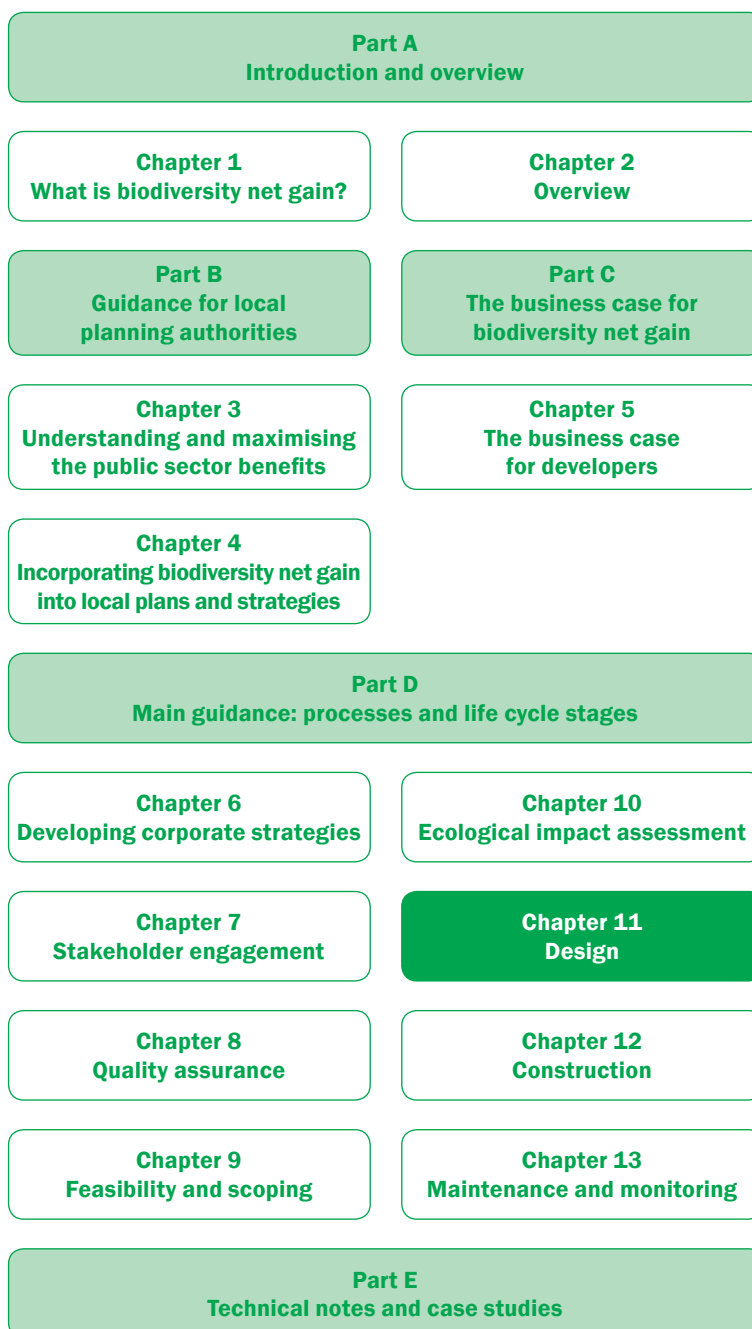 Part A
Introduction and overview
Chapter 1
What is biodiversity net gain?
Chapter 2
Overview
Part B
Guidance for local
planning authorities
Part C
The business case for
biodiversity net gain
Chapter 3
Understanding and maximising
the public sector benefits
Chapter 5
The business case
for developers
Chapter 4
Incorporating biodiversity net gain
into local plans and strategies
Part D
Main guidance: processes and life cycle stages
Chapter 6
Developing corporate strategies
Chapter 10
Ecological impact assessment
Chapter 7
Stakeholder engagement
Chapter 11
Design
Chapter 8
Quality assurance
Chapter 12
Construction
Chapter 9
Feasibility and scoping
Chapter 13
Maintenance and monitoring
Part E
Technical notes and case studies